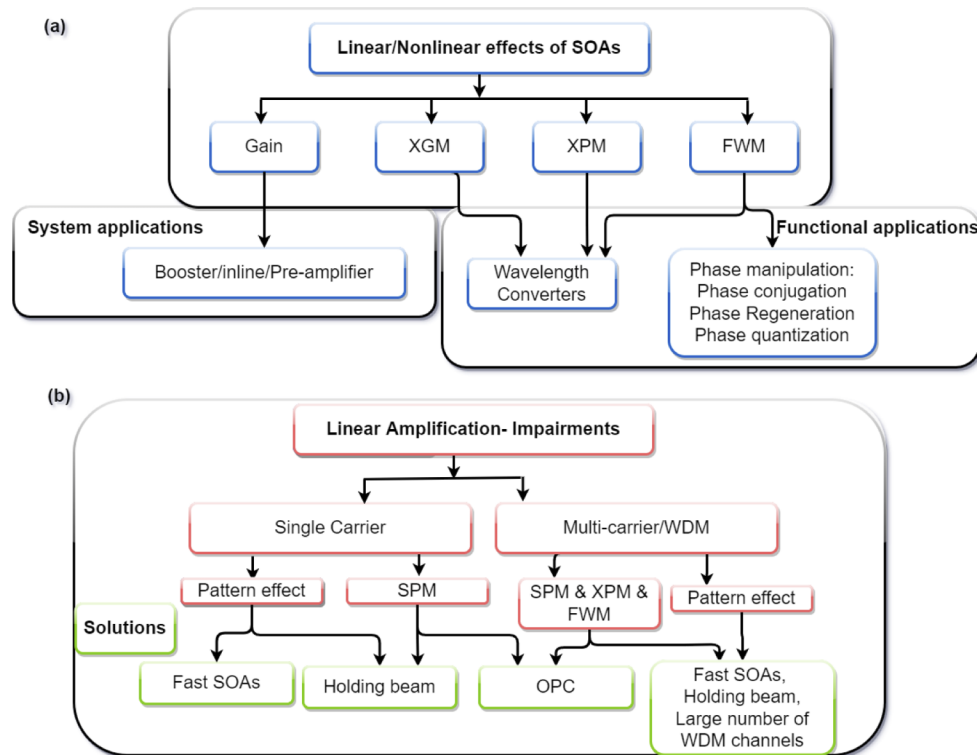 (a)
Linear/Nonlinear effects of SOAs
Gain
XGM
XPM
FWM
System applications
Functional applications
Booster/inline/Pre-amplifier
Wavelength
Converters
Phase manipulation:
Phase conjugation
Phase Regeneration
Phase quantization
(b)
Linear Amplification- Impairments
Single Carrier
Multi-carrier/WDM
Pattern effect
SPM
SPM & XPM &
FWM
Pattern effect
Solutions
Fast SOAs
Holding beam
OPC
Fast SOAs,
Holding beam,
Large number of
WDM channels